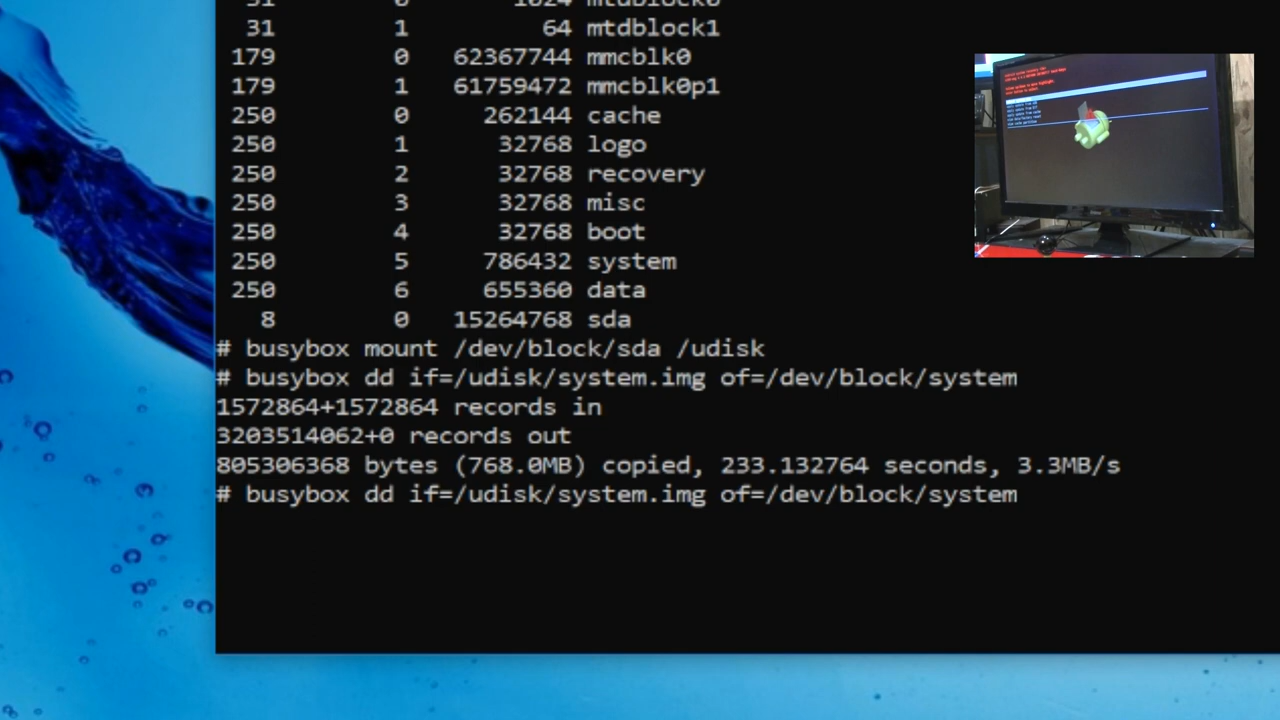 31 0 1024 mtdblock0
31 1 64 mtdblock1
179 0 62367744 mmcblk0
179 1 61759472 mmcblk0p1
250 0 262144 cache
250 1 32768 logo
250 2 32768 recovery
250 3 32768 misc
250 4 32768 boot
250 5 786432 system
250 6 655360 data
8 0 15264768 sda
# busybox mount /dev/block/sda /udisk
# busybox dd if=/udisk/system.img of=/dev/block/system
1572864+1572864 records in
3203514062+0 records out
805306368 bytes (768.0MB) copied, 233.132764 seconds, 3.3MB/s
# busybox dd if=/udisk/system.img of=/dev/block/system